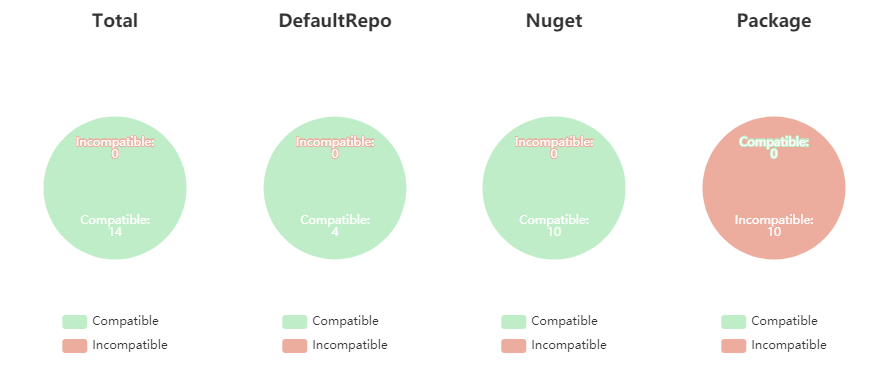 Total
Incompatible:
0
Compatible:
14
Compatible
Incompatible
DefaultRepo
Incompatible:
0
Compatible:
4
Compatible
Incompatible
Nuget
Incompatible:
0
Compatible:
10
Compatible
Incompatible
Package
Compatible:
0
Incompatible:
10
Compatible
Incompatible